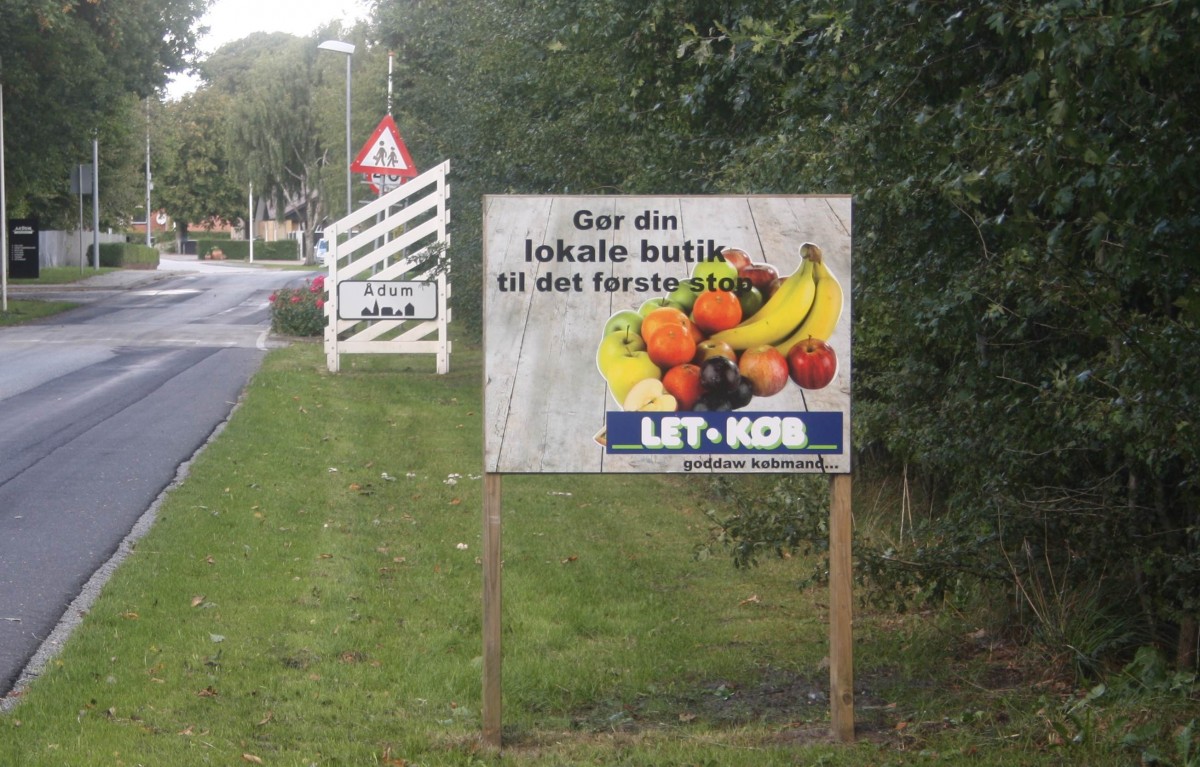 Ådum
Gør din
lokale butik
til det første stop
LET•KØB
goddaw købmand...